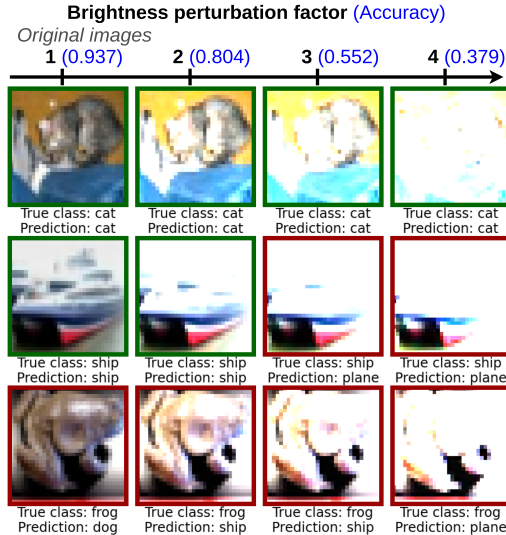 Brightness perturbation factor (Accuracy)
Original images
1 (0.937) 2 (0.804) 3 (0.552) 4 (0.379)
True class: cat True class: cat True class: cat True class: cat
Prediction: cat Prediction: cat Prediction: cat Prediction: cat
True class: ship True class: ship True class: ship True class: ship
Prediction: ship Prediction: ship Prediction: plane Prediction: plane
True class: frog True class: frog True class: frog True class: frog
Prediction: dog Prediction: ship Prediction: ship Prediction: plane